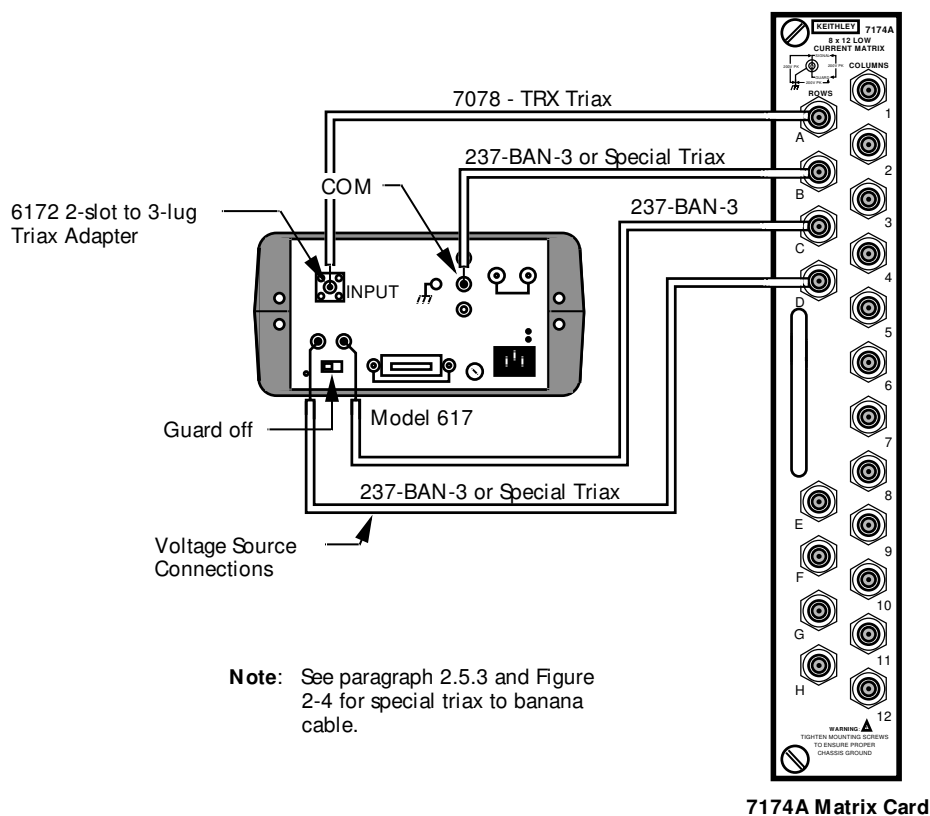 KEITHLEY 7174A
8 x 12 LOW
CURRENT MATRIX
SIGNAL
GUARD
COLUMNS
ROWS
7078 - TRX Triax
A
1
237-BAN-3 or Special Triax
B
2
COM
6172 2-slot to 3-lug
Triax Adapter
237-BAN-3
C
3
INPUT
D
4
5
6
Guard off
Model 617
7
237-BAN-3 or Special Triax
8
E
Voltage Source
Connections
9
F
10
G
11
H
12
Note: See paragraph 2.5.3 and Figure
2-4 for special triax to banana
cable.
WARNING:
TIGHTEN MOUNTING SCREWS
TO ENSURE PROPER
CHASSIS GROUND
7174A Matrix Card